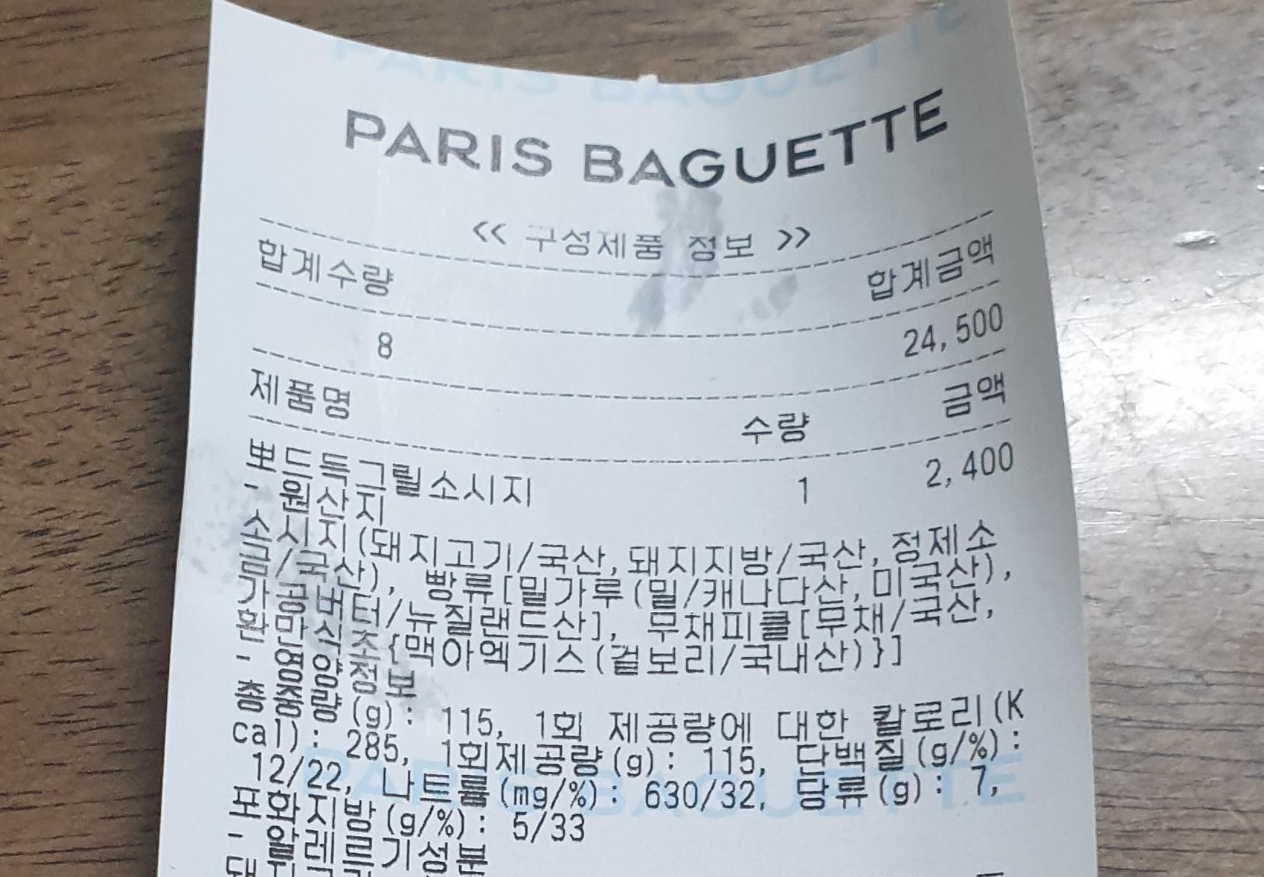 PARIS BAGUETTE
PARIS BAGUETTE
<< 구성제품 정보 >>
합계수량 합계금액
8 24,500
제품명 수량 금액
뽀드득그릴소시지 1 2,400
- 원산지
소시지(돼지고기/국산,돼지지방/국산,정제소
금/국산), 빵류[밀가루(밀/캐나다산,미국산),
가공버터/뉴질랜드산], 무채피클[무채/국산,
환만식초{맥아엑기스(겉보리/국내산)}]
- 영양정보
총중량(g): 115, 1회 제공량에 대한 칼로리(K
cal): 285, 1회제공량(g): 115, 단백질(g/%):
12/22, 나트륨(mg/%): 630/32, 당류(g): 7,
포화지방(g/%): 5/33
PARIS BAGUETTE
- 알레르기성분